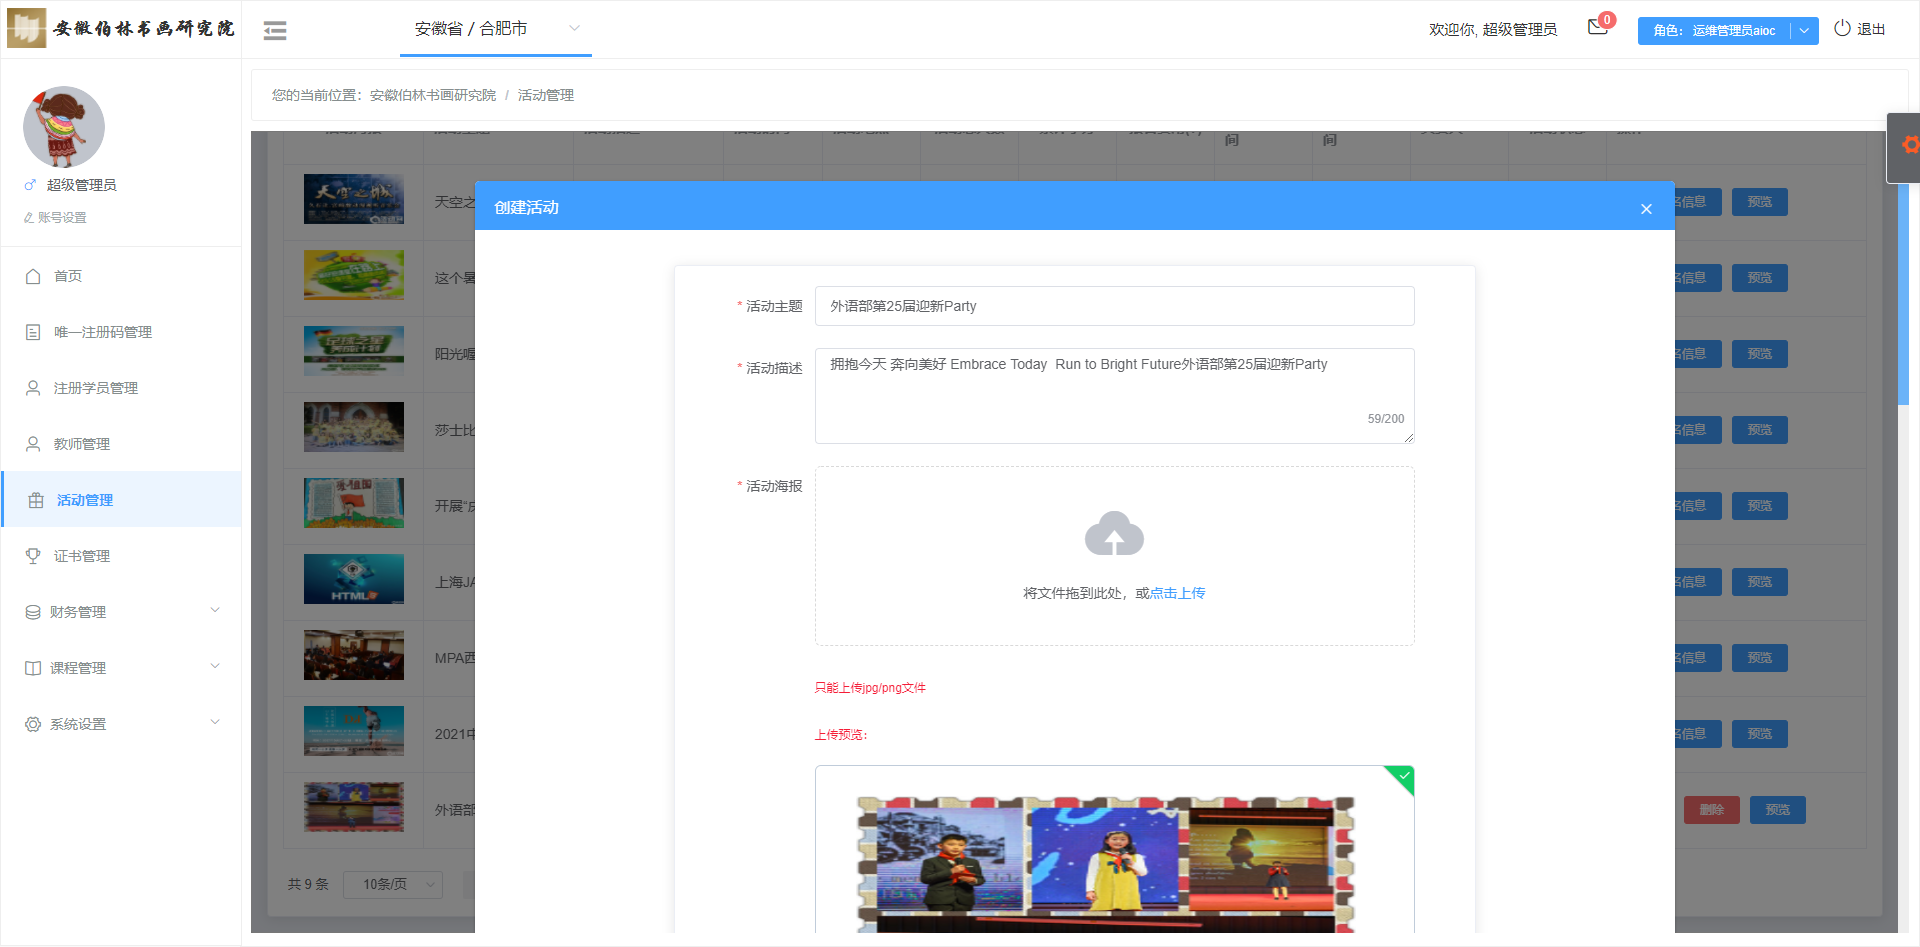 安徽伯林书画研究院
安徽省 / 合肥市
欢迎你, 超级管理员
0
角色： 运维管理员aioc
退出
您的当前位置：安徽伯林书画研究院 / 活动管理
超级管理员
账号设置
首页
唯一注册码管理
注册学员管理
教师管理
活动管理
证书管理
财务管理
课程管理
系统设置
间
间
天空之
名信息
预览
这个暑
名信息
预览
阳光喔
名信息
预览
莎士比
名信息
预览
开展“庆
名信息
预览
上海JA
名信息
预览
MPA西
名信息
预览
2021中
名信息
预览
外语部
删除
预览
共 9 条
10条/页
创建活动
* 活动主题
外语部第25届迎新Party
* 活动描述
拥抱今天 奔向美好 Embrace Today  Run to Bright Future外语部第25届迎新Party
59/200
* 活动海报
将文件拖到此处，或点击上传
只能上传jpg/png文件
上传预览：